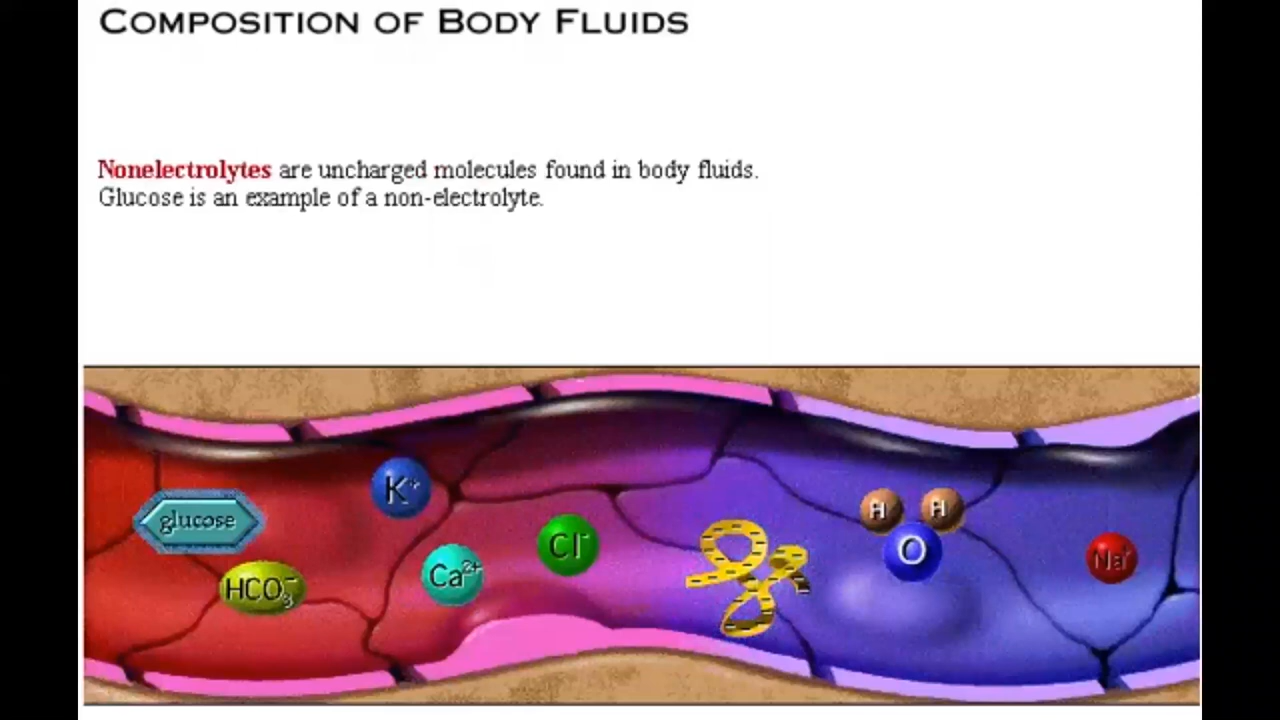 COMPOSITION OF BODY FLUIDS
Nonelectrolytes are uncharged molecules found in body fluids.
Glucose is an example of a non-electrolyte.
glucose
K⁺
HCO₃⁻
Ca²⁺
Cl⁻
H H
O
Na⁺